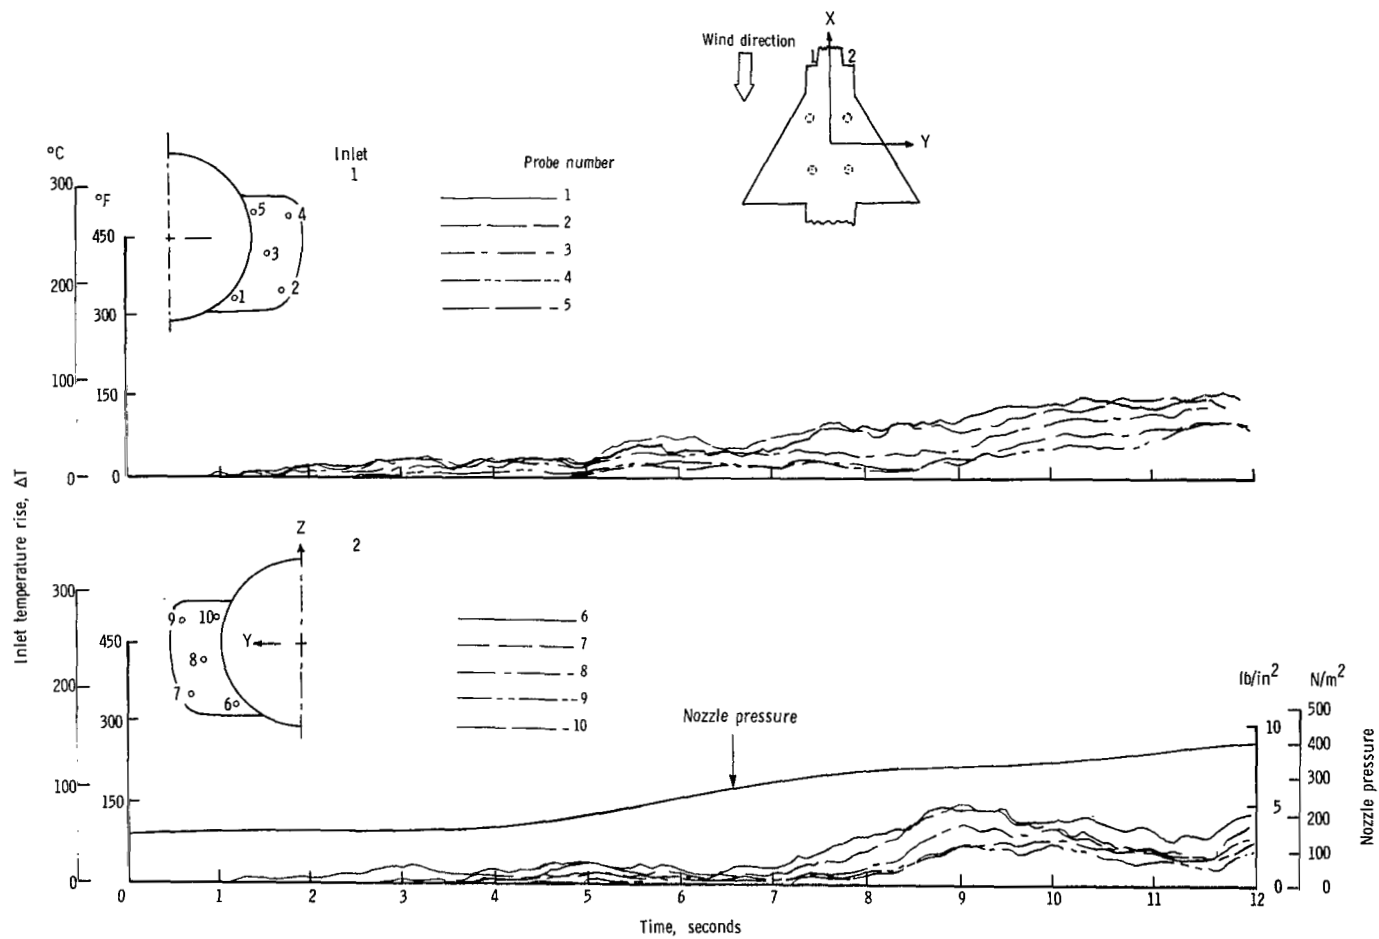 X
Wind direction
1 2
Y
°C
Inlet
1
Probe number
300
°F
1
2
3
4
5
5
4
3
2
1
450
200
300
100
150
0
0
Inlet temperature rise, ΔT
Z
2
300
9
10
450
Y
8
7
6
200
300
100
150
0
6
7
8
9
10
Nozzle pressure
lb/in2
N/m2
10
5
0
500
400
300
200
100
0
Nozzle pressure
0 1 2 3 4 5 6 7 8 9 10 11 12
Time, seconds